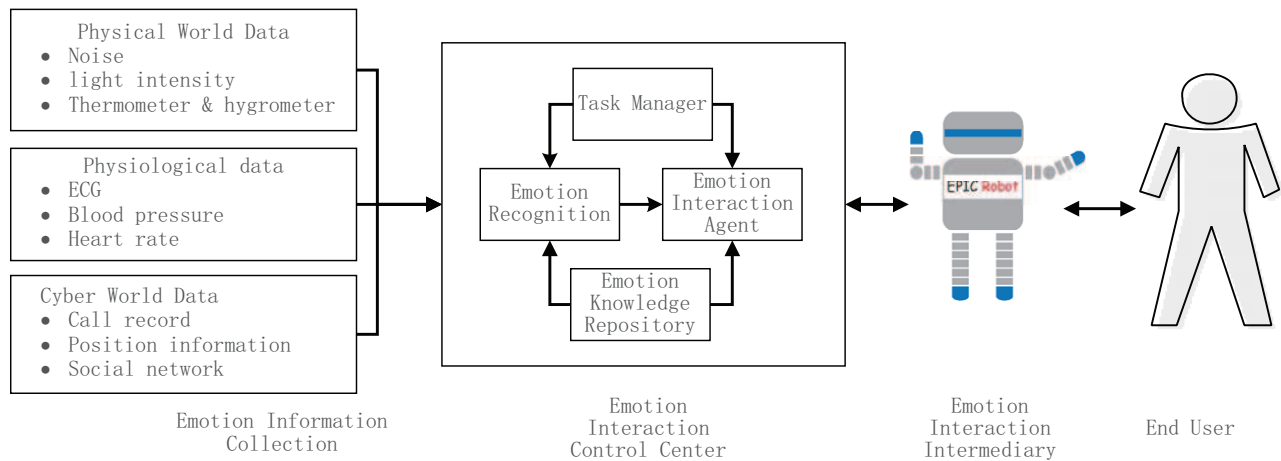 Physical World Data
● Noise
● light intensity
● Thermometer & hygrometer
Physiological data
● ECG
● Blood pressure
● Heart rate
Cyber World Data
● Call record
● Position information
● Social network
Emotion Information
Collection
Task Manager
Emotion
Recognition
Emotion
Interaction
Agent
Emotion
Knowledge
Repository
Emotion
Interaction
Control Center
EPIC Robot
Emotion
Interaction
Intermediary
End User